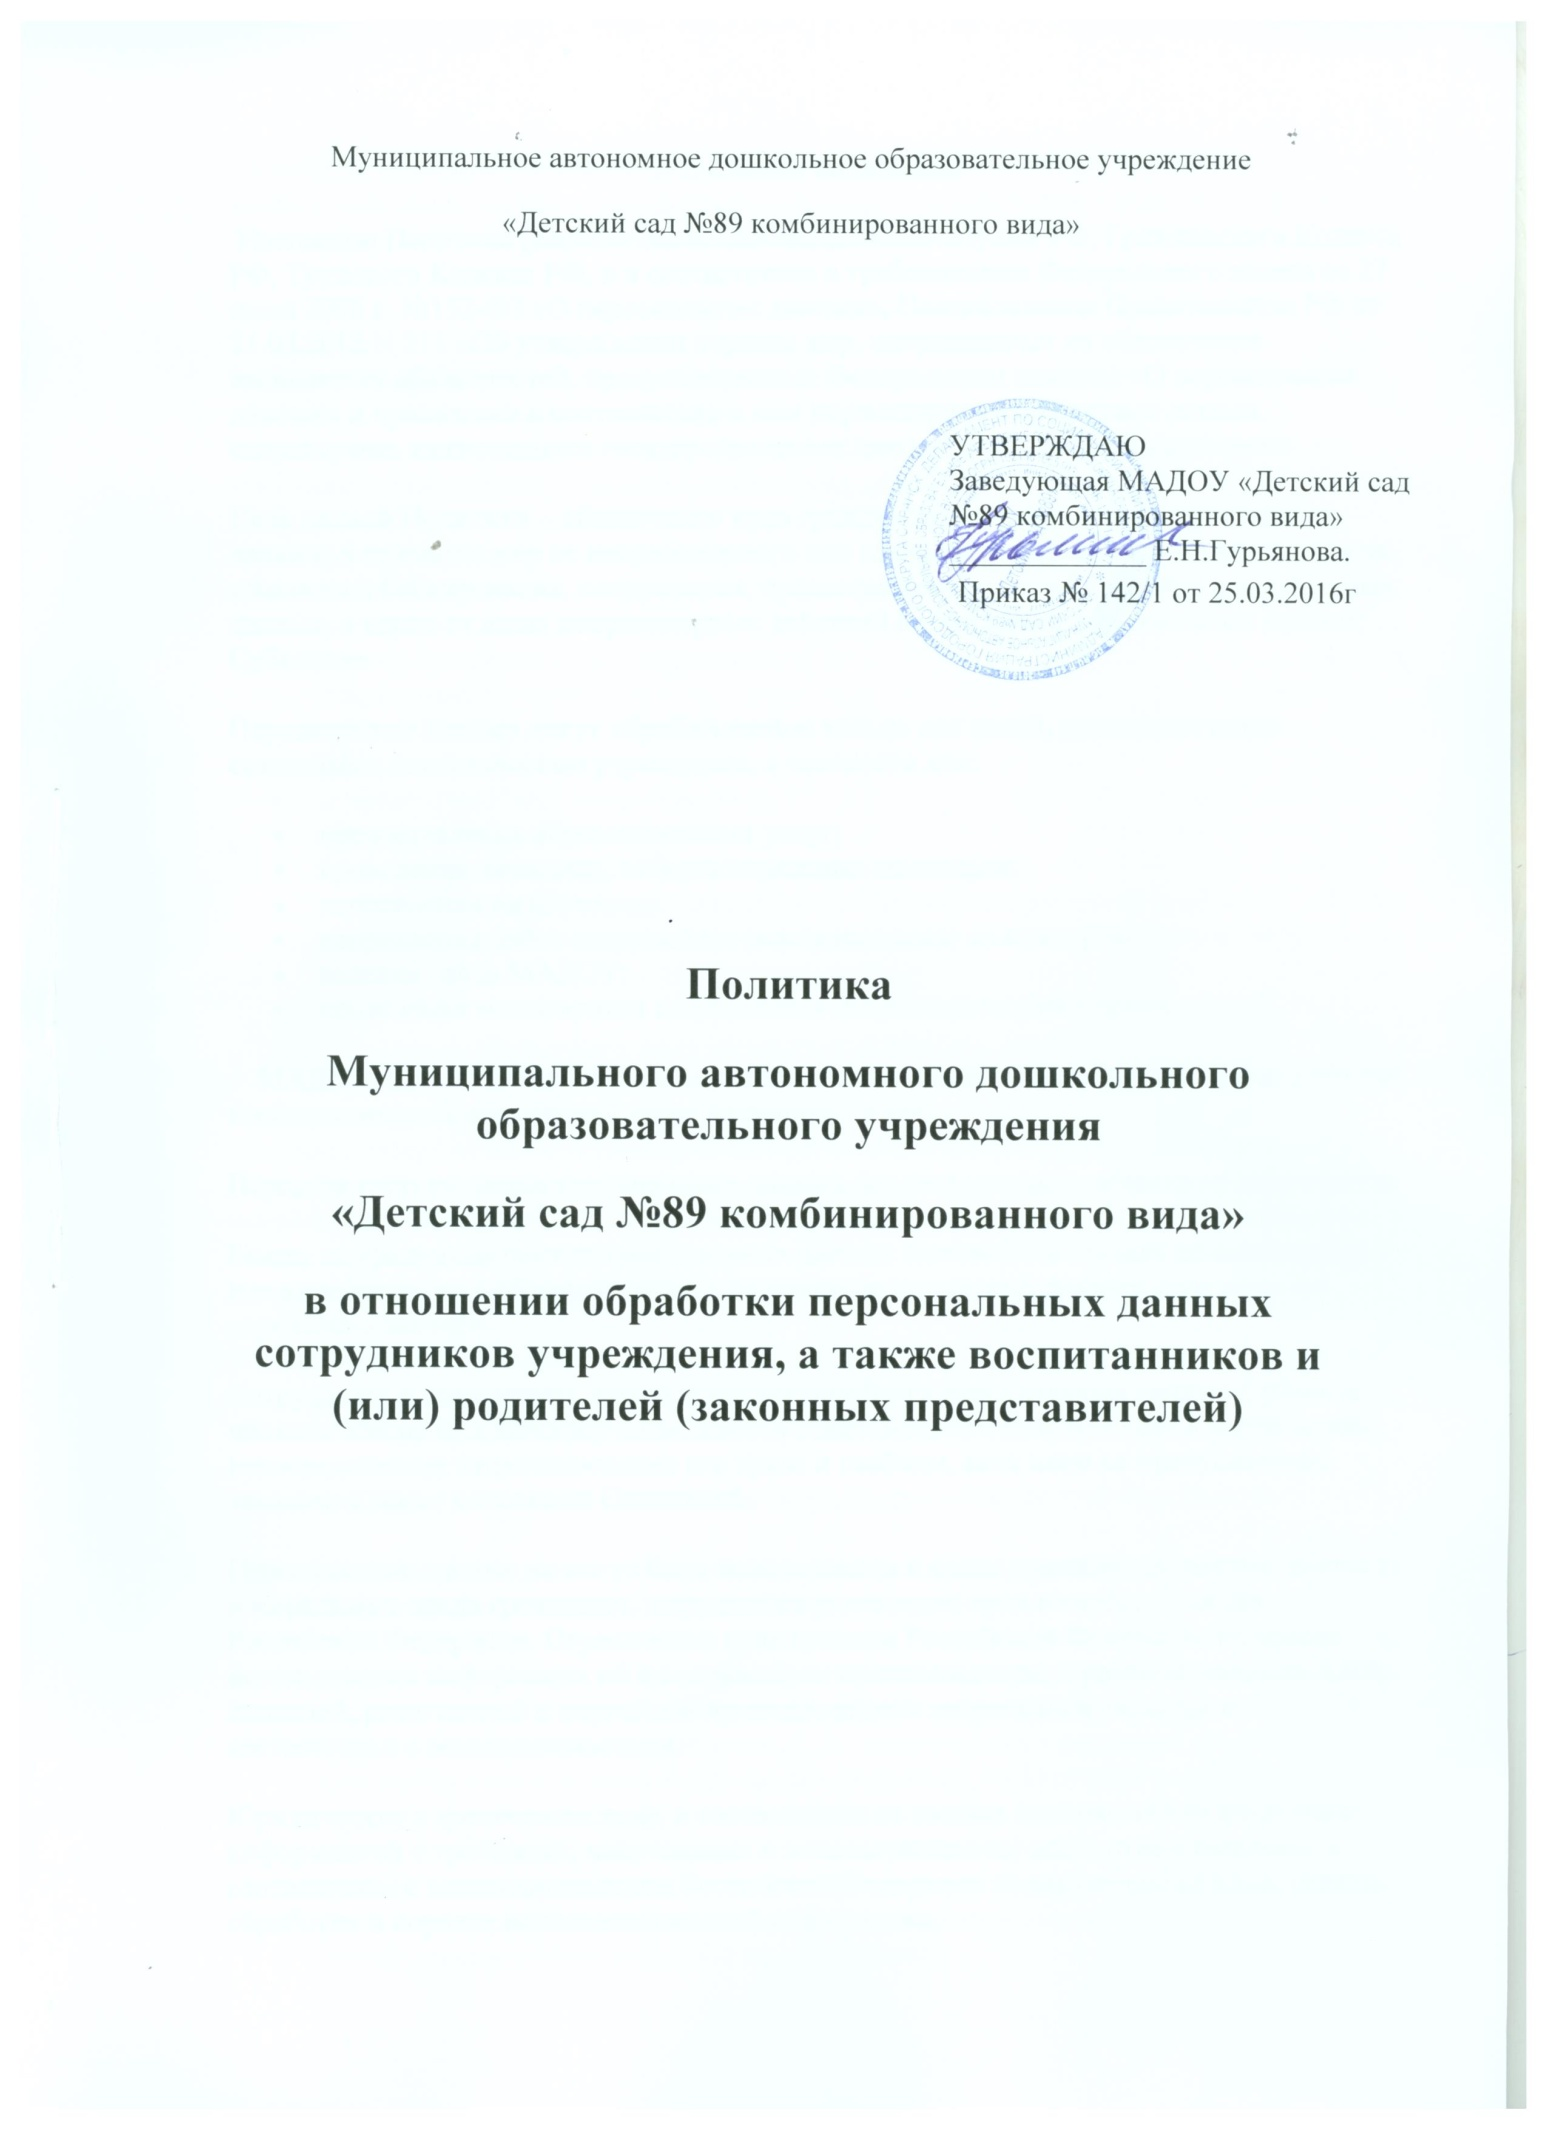 Муниципальное автономное дошкольное образовательное учреждение
«Детский сад №89 комбинированного вида»
УТВЕРЖДАЮ
Заведующая МАДОУ «Детский сад
№89 комбинированного вида»
Е.Н.Гурьянова.
Приказ № 142/1 от 25.03.2016г
Политика
Муниципального автономного дошкольного
образовательного учреждения
«Детский сад №89 комбинированного вида»
в отношении обработки персональных данных
сотрудников учреждения, а также воспитанников и
(или) родителей (законных представителей)